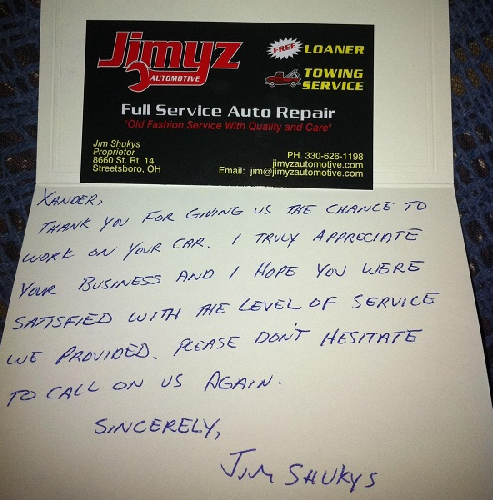 Jimyz
AUTOMOTIVE
FREE LOANER
TOWING
SERVICE
Full Service Auto Repair
"Old Fashion Service With Quality and Care"
Jim Shukys
Proprietor
8660 St. Rt. 14
Streetsboro, OH
PH: 330-626-1198
jimyzautomotive.com
Email: jim@jimyzautomotive.com
XANDER,
THANK YOU FOR GIVING US THE CHANCE TO
WORK ON YOUR CAR. I TRULY APPRECIATE
YOUR BUSINESS AND I HOPE YOU WERE
SATISFIED WITH THE LEVEL OF SERVICE
WE PROVIDED. PLEASE DON'T HESITATE
TO CALL ON US AGAIN.
SINCERELY,
JIM SHUKYS